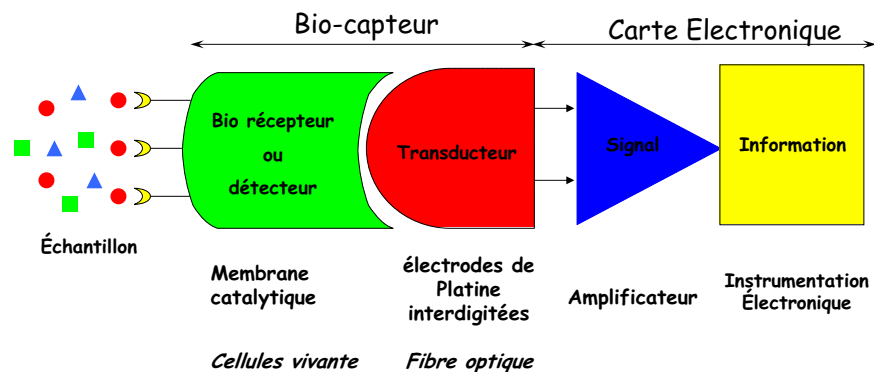 Bio-capteur
Carte Electronique
Bio récepteur
ou
détecteur
Transducteur
Signal
Information
Échantillon
Membrane
catalytique
électrodes de
Platine
interdigitées
Amplificateur
Instrumentation
Électronique
Cellules vivante
Fibre optique